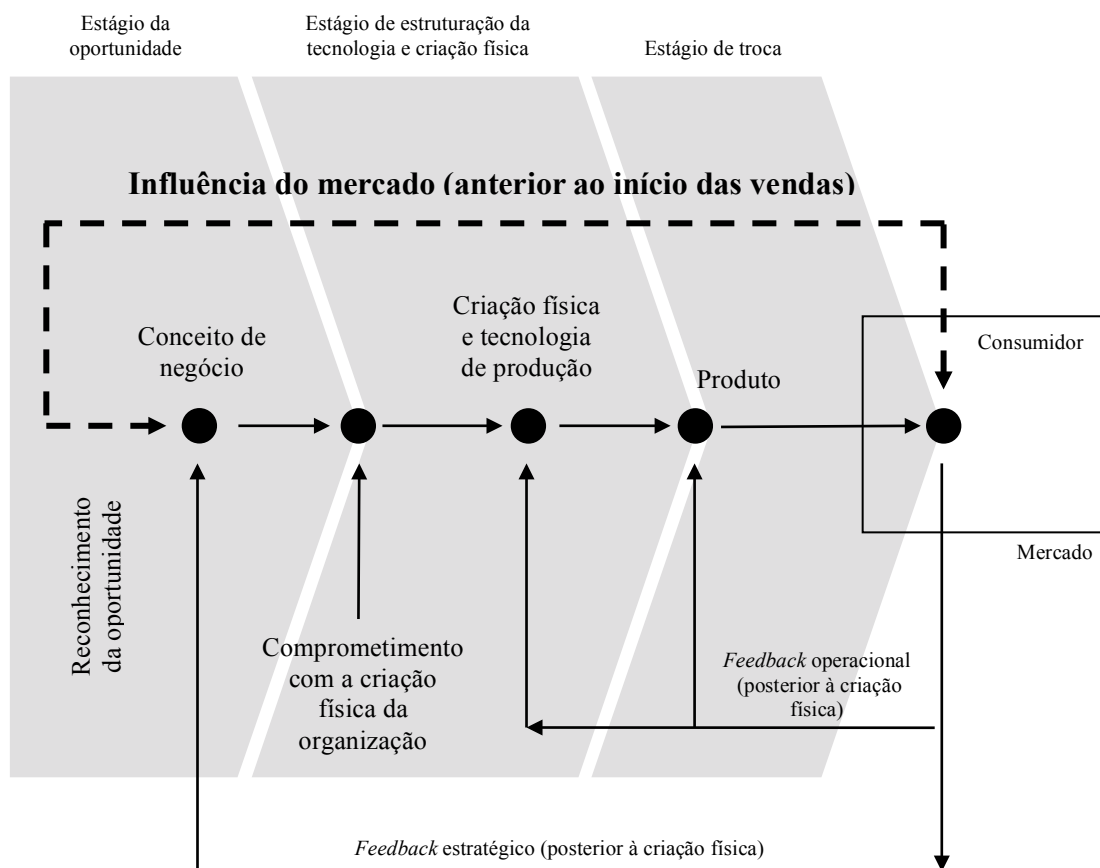 Estágio da
oportunidade
Estágio de estruturação da
tecnologia e criação física
Estágio de troca
Influência do mercado (anterior ao início das vendas)
Conceito de
negócio
Criação física
e tecnologia
de produção
Produto
Consumidor
Mercado
Reconhecimento
da oportunidade
Comprometimento
com a criação
física da
organização
Feedback operacional
(posterior à criação
física)
Feedback estratégico (posterior à criação física)